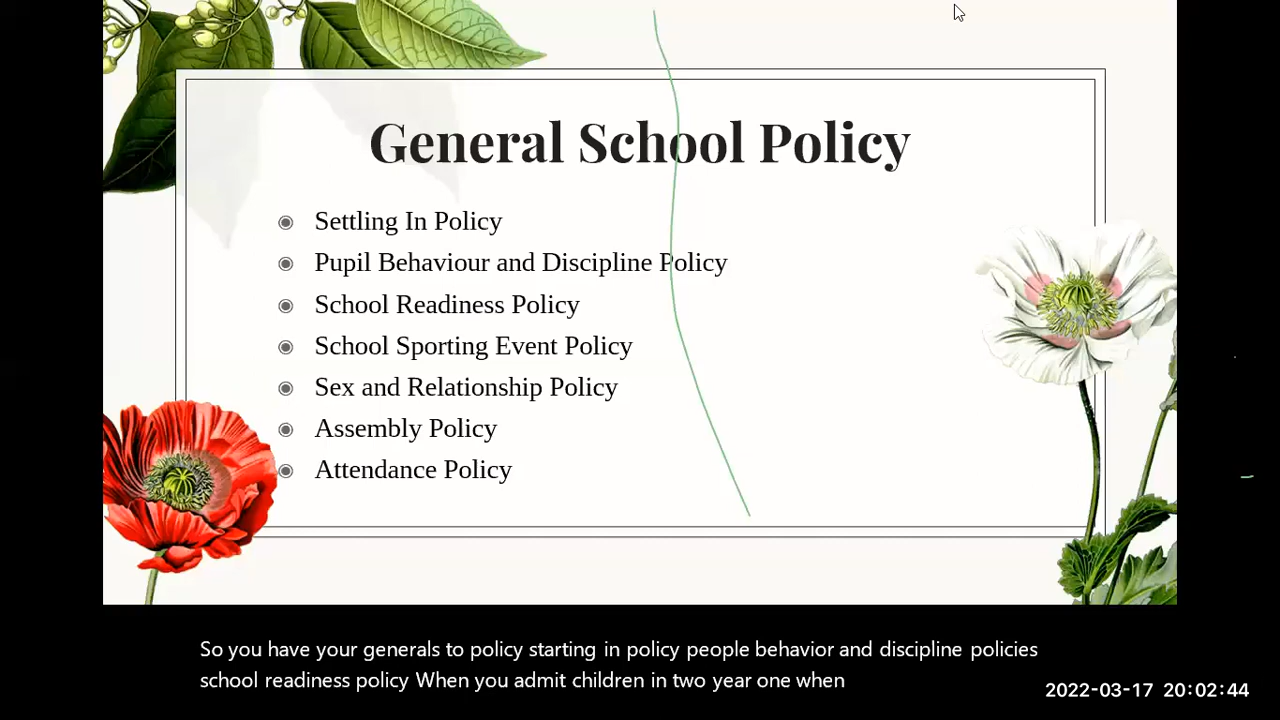 General School Policy
Settling In Policy
Pupil Behaviour and Discipline Policy
School Readiness Policy
School Sporting Event Policy
Sex and Relationship Policy
Assembly Policy
Attendance Policy
So you have your generals to policy starting in policy people behavior and discipline policies
school readiness policy When you admit children in two year one when
2022-03-17 20:02:44